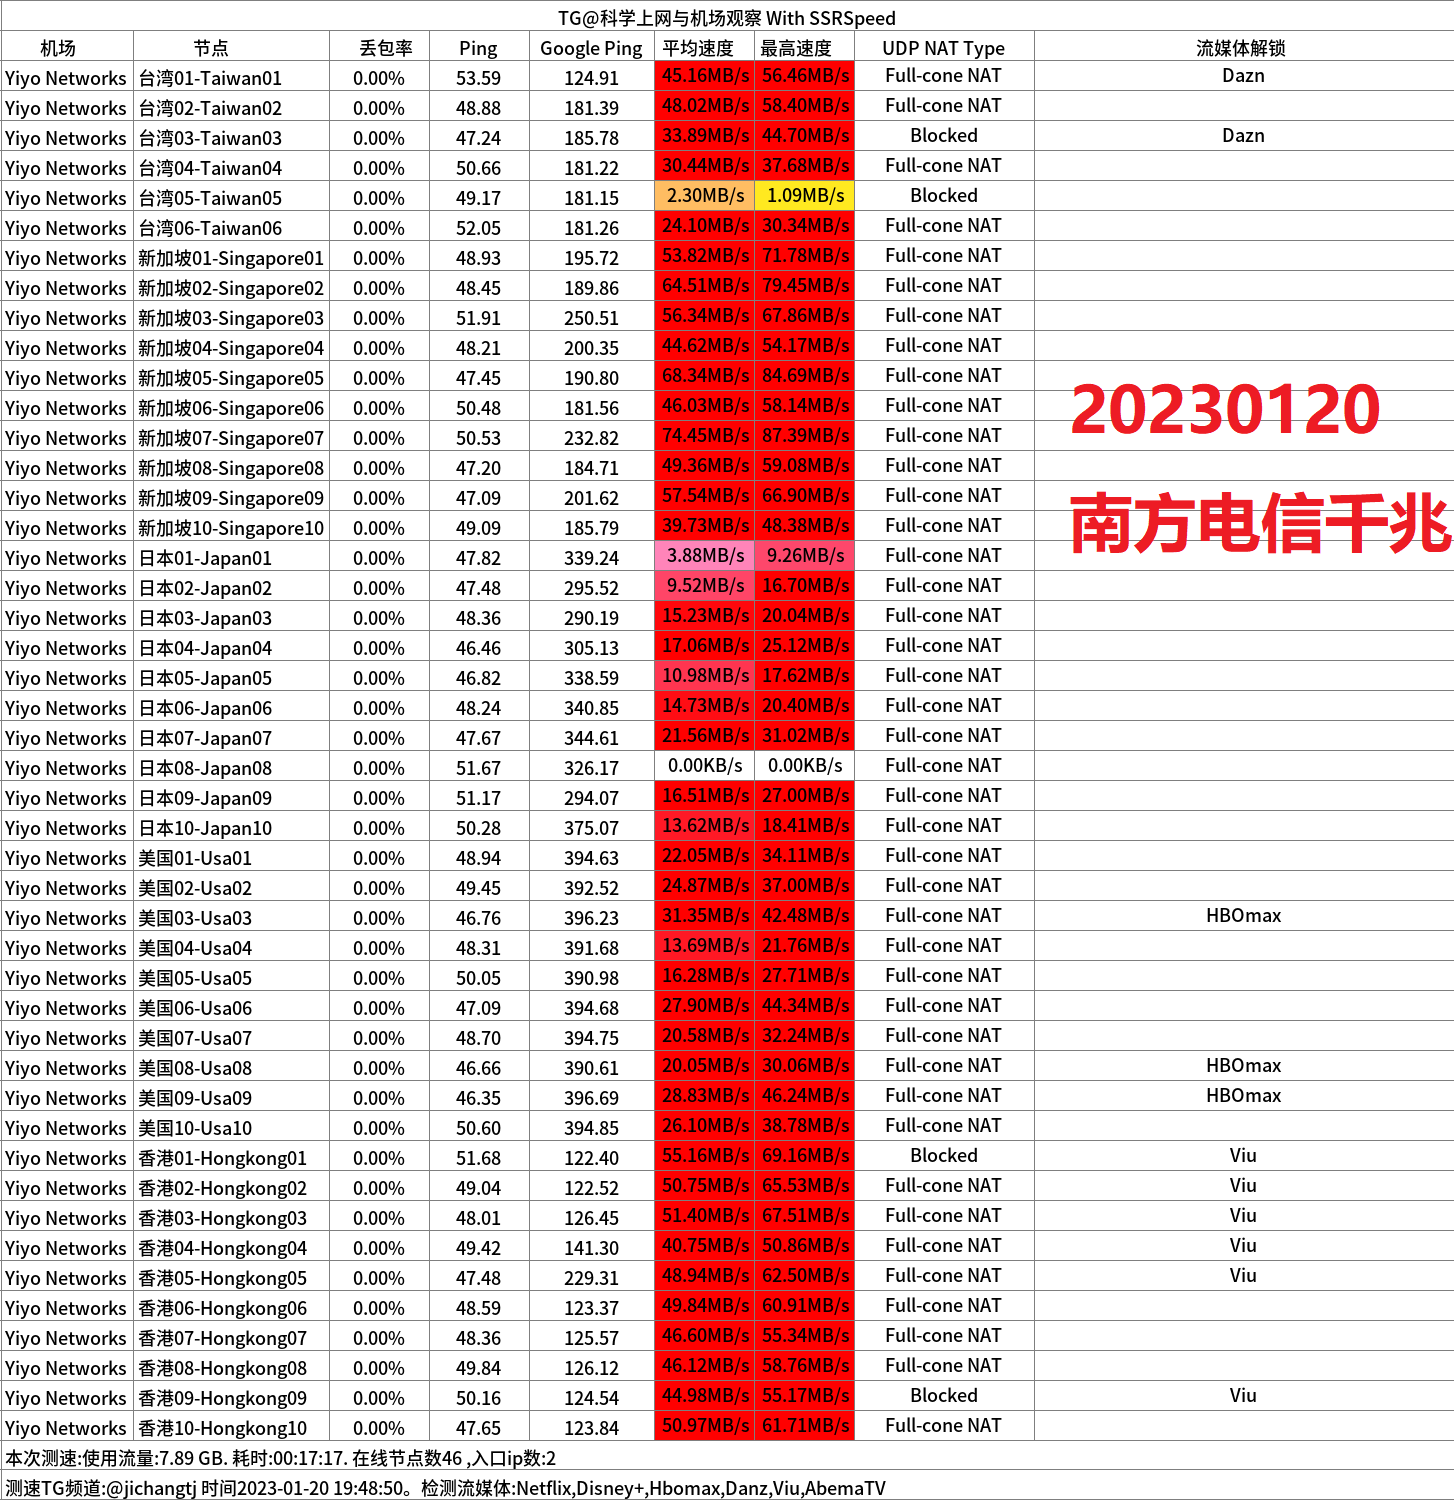 TG@科学上网与机场观察 With SSRSpeed
机场 节点 丢包率 Ping Google Ping 平均速度 最高速度 UDP NAT Type 流媒体解锁
Yiyo Networks 台湾01-Taiwan01 0.00% 53.59 124.91 45.16MB/s 56.46MB/s Full-cone NAT Dazn
Yiyo Networks 台湾02-Taiwan02 0.00% 48.88 181.39 48.02MB/s 58.40MB/s Full-cone NAT
Yiyo Networks 台湾03-Taiwan03 0.00% 47.24 185.78 33.89MB/s 44.70MB/s Blocked Dazn
Yiyo Networks 台湾04-Taiwan04 0.00% 50.66 181.22 30.44MB/s 37.68MB/s Full-cone NAT
Yiyo Networks 台湾05-Taiwan05 0.00% 49.17 181.15 2.30MB/s 1.09MB/s Blocked
Yiyo Networks 台湾06-Taiwan06 0.00% 52.05 181.26 24.10MB/s 30.34MB/s Full-cone NAT
Yiyo Networks 新加坡01-Singapore01 0.00% 48.93 195.72 53.82MB/s 71.78MB/s Full-cone NAT
Yiyo Networks 新加坡02-Singapore02 0.00% 48.45 189.86 64.51MB/s 79.45MB/s Full-cone NAT
Yiyo Networks 新加坡03-Singapore03 0.00% 51.91 250.51 56.34MB/s 67.86MB/s Full-cone NAT
Yiyo Networks 新加坡04-Singapore04 0.00% 48.21 200.35 44.62MB/s 54.17MB/s Full-cone NAT
Yiyo Networks 新加坡05-Singapore05 0.00% 47.45 190.80 68.34MB/s 84.69MB/s Full-cone NAT
Yiyo Networks 新加坡06-Singapore06 0.00% 50.48 181.56 46.03MB/s 58.14MB/s Full-cone NAT
20230120
Yiyo Networks 新加坡07-Singapore07 0.00% 50.53 232.82 74.45MB/s 87.39MB/s Full-cone NAT
Yiyo Networks 新加坡08-Singapore08 0.00% 47.20 184.71 49.36MB/s 59.08MB/s Full-cone NAT
Yiyo Networks 新加坡09-Singapore09 0.00% 47.09 201.62 57.54MB/s 66.90MB/s Full-cone NAT
Yiyo Networks 新加坡10-Singapore10 0.00% 49.09 185.79 39.73MB/s 48.38MB/s Full-cone NAT
南方电信千兆
Yiyo Networks 日本01-Japan01 0.00% 47.82 339.24 3.88MB/s 9.26MB/s Full-cone NAT
Yiyo Networks 日本02-Japan02 0.00% 47.48 295.52 9.52MB/s 16.70MB/s Full-cone NAT
Yiyo Networks 日本03-Japan03 0.00% 48.36 290.19 15.23MB/s 20.04MB/s Full-cone NAT
Yiyo Networks 日本04-Japan04 0.00% 46.46 305.13 17.06MB/s 25.12MB/s Full-cone NAT
Yiyo Networks 日本05-Japan05 0.00% 46.82 338.59 10.98MB/s 17.62MB/s Full-cone NAT
Yiyo Networks 日本06-Japan06 0.00% 48.24 340.85 14.73MB/s 20.40MB/s Full-cone NAT
Yiyo Networks 日本07-Japan07 0.00% 47.67 344.61 21.56MB/s 31.02MB/s Full-cone NAT
Yiyo Networks 日本08-Japan08 0.00% 51.67 326.17 0.00KB/s 0.00KB/s Full-cone NAT
Yiyo Networks 日本09-Japan09 0.00% 51.17 294.07 16.51MB/s 27.00MB/s Full-cone NAT
Yiyo Networks 日本10-Japan10 0.00% 50.28 375.07 13.62MB/s 18.41MB/s Full-cone NAT
Yiyo Networks 美国01-Usa01 0.00% 48.94 394.63 22.05MB/s 34.11MB/s Full-cone NAT
Yiyo Networks 美国02-Usa02 0.00% 49.45 392.52 24.87MB/s 37.00MB/s Full-cone NAT
Yiyo Networks 美国03-Usa03 0.00% 46.76 396.23 31.35MB/s 42.48MB/s Full-cone NAT HBOmax
Yiyo Networks 美国04-Usa04 0.00% 48.31 391.68 13.69MB/s 21.76MB/s Full-cone NAT
Yiyo Networks 美国05-Usa05 0.00% 50.05 390.98 16.28MB/s 27.71MB/s Full-cone NAT
Yiyo Networks 美国06-Usa06 0.00% 47.09 394.68 27.90MB/s 44.34MB/s Full-cone NAT
Yiyo Networks 美国07-Usa07 0.00% 48.70 394.75 20.58MB/s 32.24MB/s Full-cone NAT
Yiyo Networks 美国08-Usa08 0.00% 46.66 390.61 20.05MB/s 30.06MB/s Full-cone NAT HBOmax
Yiyo Networks 美国09-Usa09 0.00% 46.35 396.69 28.83MB/s 46.24MB/s Full-cone NAT HBOmax
Yiyo Networks 美国10-Usa10 0.00% 50.60 394.85 26.10MB/s 38.78MB/s Full-cone NAT
Yiyo Networks 香港01-Hongkong01 0.00% 51.68 122.40 55.16MB/s 69.16MB/s Blocked Viu
Yiyo Networks 香港02-Hongkong02 0.00% 49.04 122.52 50.75MB/s 65.53MB/s Full-cone NAT Viu
Yiyo Networks 香港03-Hongkong03 0.00% 48.01 126.45 51.40MB/s 67.51MB/s Full-cone NAT Viu
Yiyo Networks 香港04-Hongkong04 0.00% 49.42 141.30 40.75MB/s 50.86MB/s Full-cone NAT Viu
Yiyo Networks 香港05-Hongkong05 0.00% 47.48 229.31 48.94MB/s 62.50MB/s Full-cone NAT Viu
Yiyo Networks 香港06-Hongkong06 0.00% 48.59 123.37 49.84MB/s 60.91MB/s Full-cone NAT
Yiyo Networks 香港07-Hongkong07 0.00% 48.36 125.57 46.60MB/s 55.34MB/s Full-cone NAT
Yiyo Networks 香港08-Hongkong08 0.00% 49.84 126.12 46.12MB/s 58.76MB/s Full-cone NAT
Yiyo Networks 香港09-Hongkong09 0.00% 50.16 124.54 44.98MB/s 55.17MB/s Blocked Viu
Yiyo Networks 香港10-Hongkong10 0.00% 47.65 123.84 50.97MB/s 61.71MB/s Full-cone NAT
本次测速:使用流量:7.89 GB. 耗时:00:17:17. 在线节点数46 ,入口ip数:2
测速TG频道:@jichangtj 时间2023-01-20 19:48:50。检测流媒体:Netflix,Disney+,Hbomax,Danz,Viu,AbemaTV